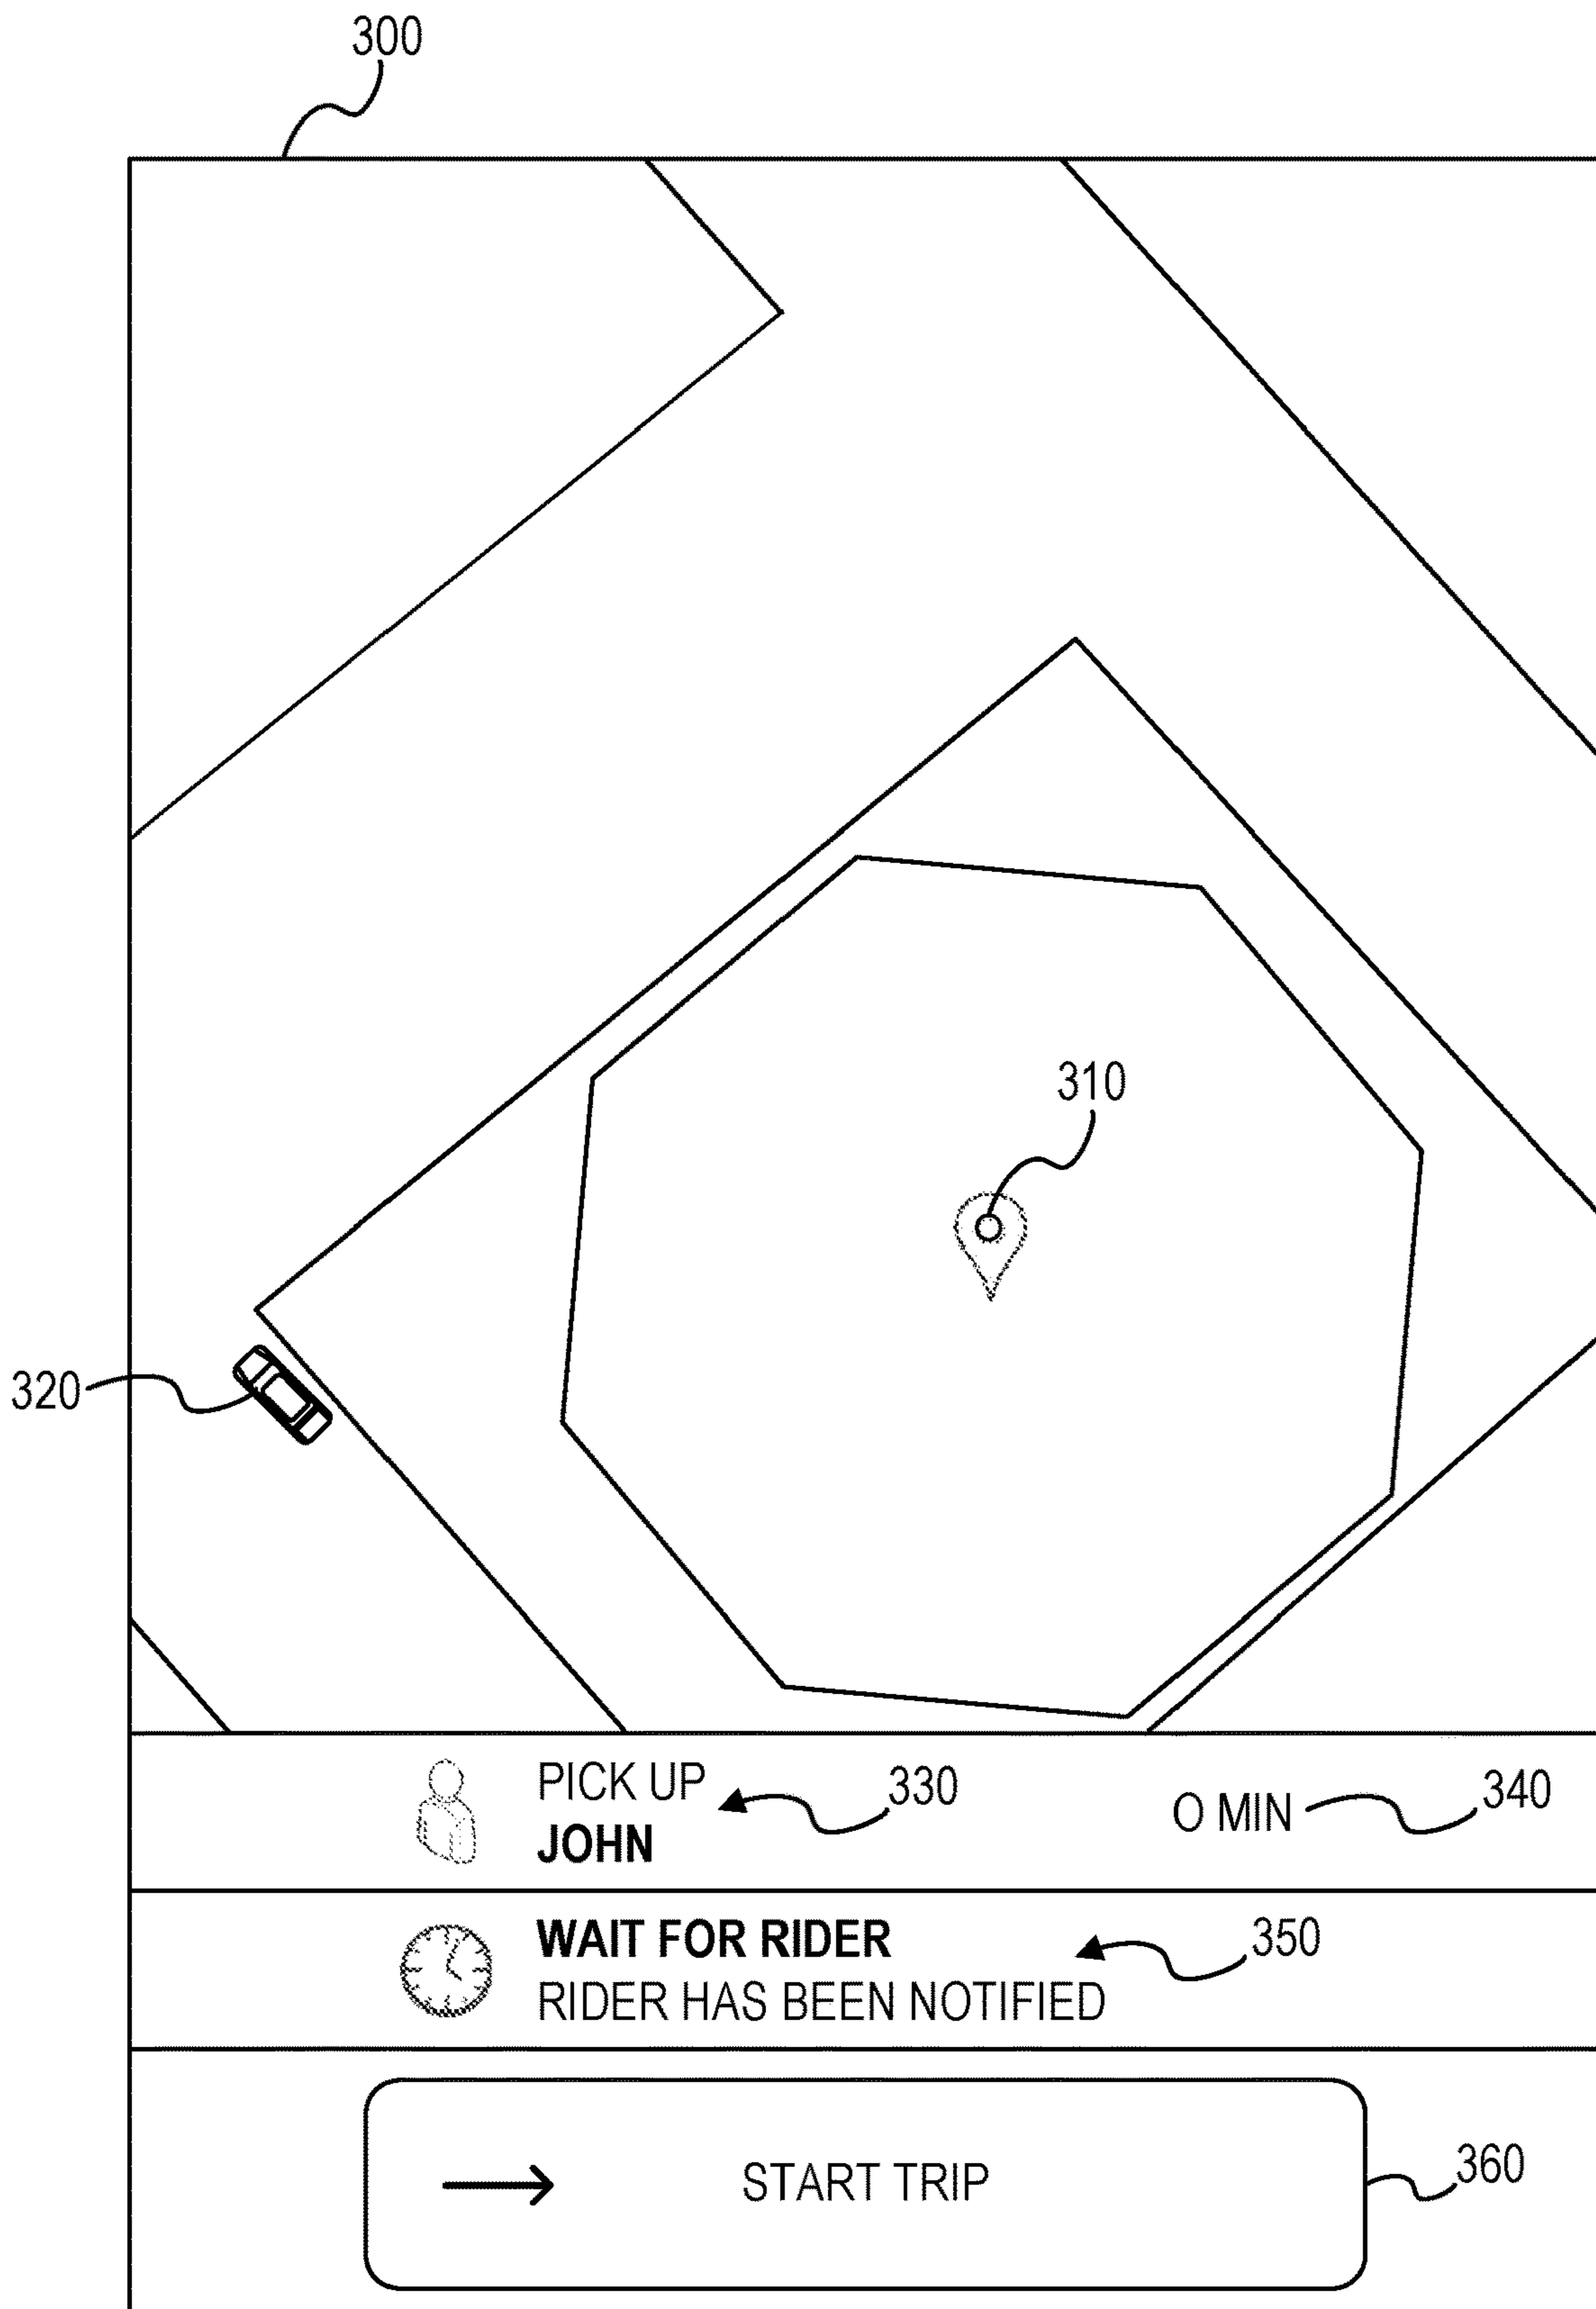 300
310
320
PICK UP
JOHN
330
O MIN
340
WAIT FOR RIDER
RIDER HAS BEEN NOTIFIED
350
START TRIP
360